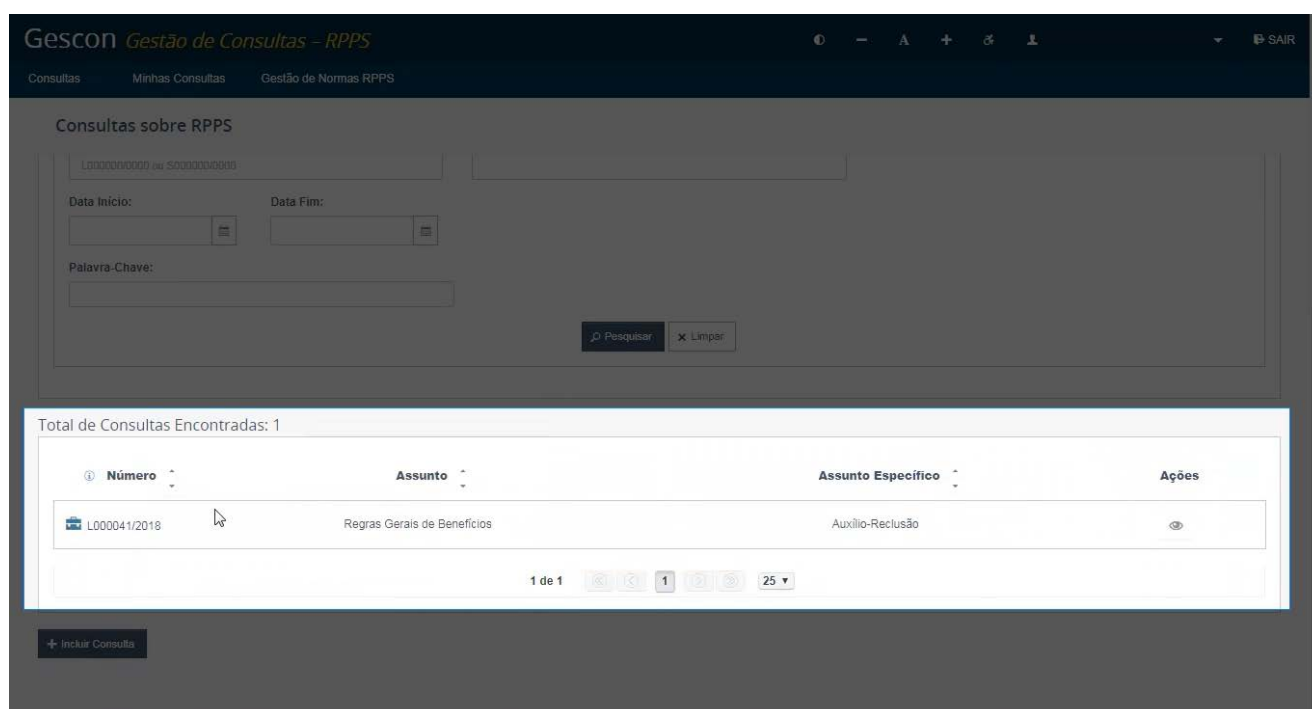 Gescon Gestão de Consultas – RPPS A SAIR
Consultas Minhas Consultas Gestão de Normas RPPS
Consultas sobre RPPS
L000000/0000 ou S000000/0000
Data Início: Data Fim:
Palavra-Chave:
Pesquisar Limpar
Total de Consultas Encontradas: 1
Número Assunto Assunto Específico Ações
L000041/2018 Regras Gerais de Benefícios Auxílio-Reclusão
1 de 1 1 25
+ Incluir Consulta